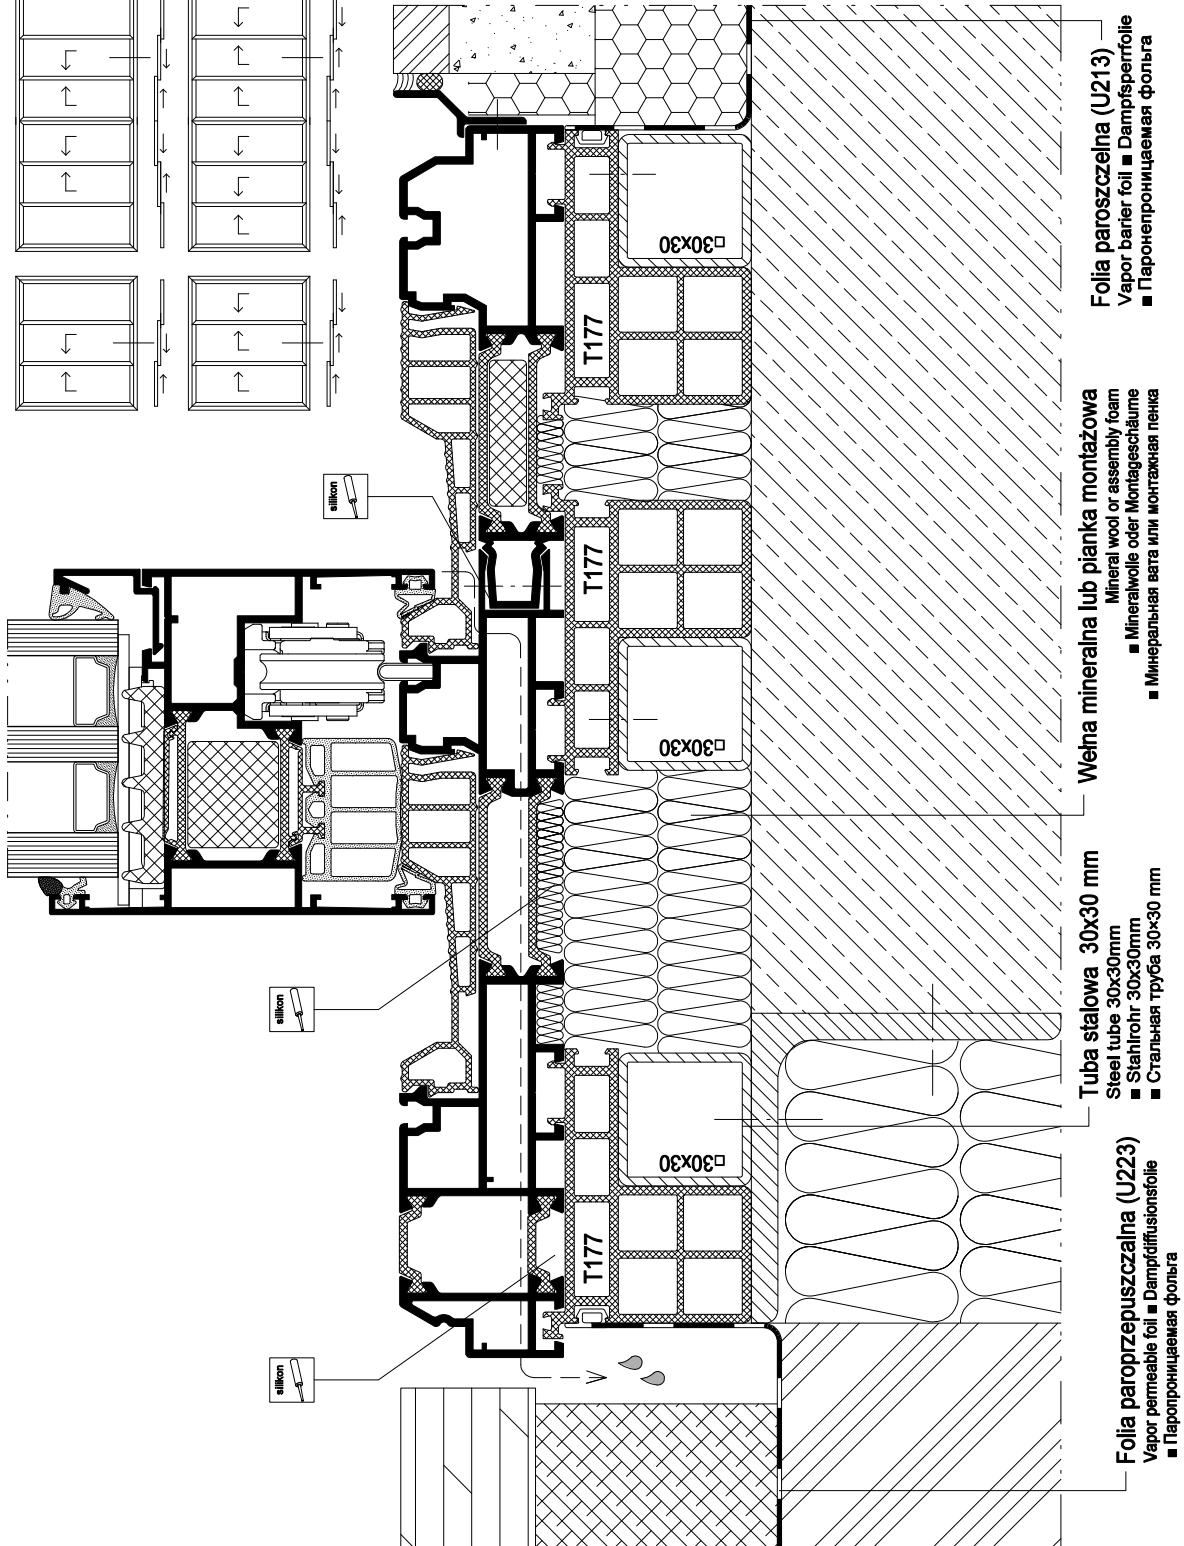 silikon
silikon
silikon
T177
T177
T177
□30x30
□30x30
□30x30
Folia paroprzepuszczalna (U223)
Vapor permeable foil ■ Dampfdiffusionsfolie
■ Паропроницаемая фольга
Tuba stalowa 30x30 mm
Steel tube 30x30mm
■ Stahlrohr 30x30mm
■ Стальная труба 30×30 mm
Wełna mineralna lub pianka montażowa
Mineral wool or assembly foam
■ Mineralwolle oder Montageschäume
■ Минеральная вата или монтажная пенка
Folia paroszczelna (U213)
Vapor barier foil ■ Dampfsperrfolie
■ Паронепроницаемая фольга